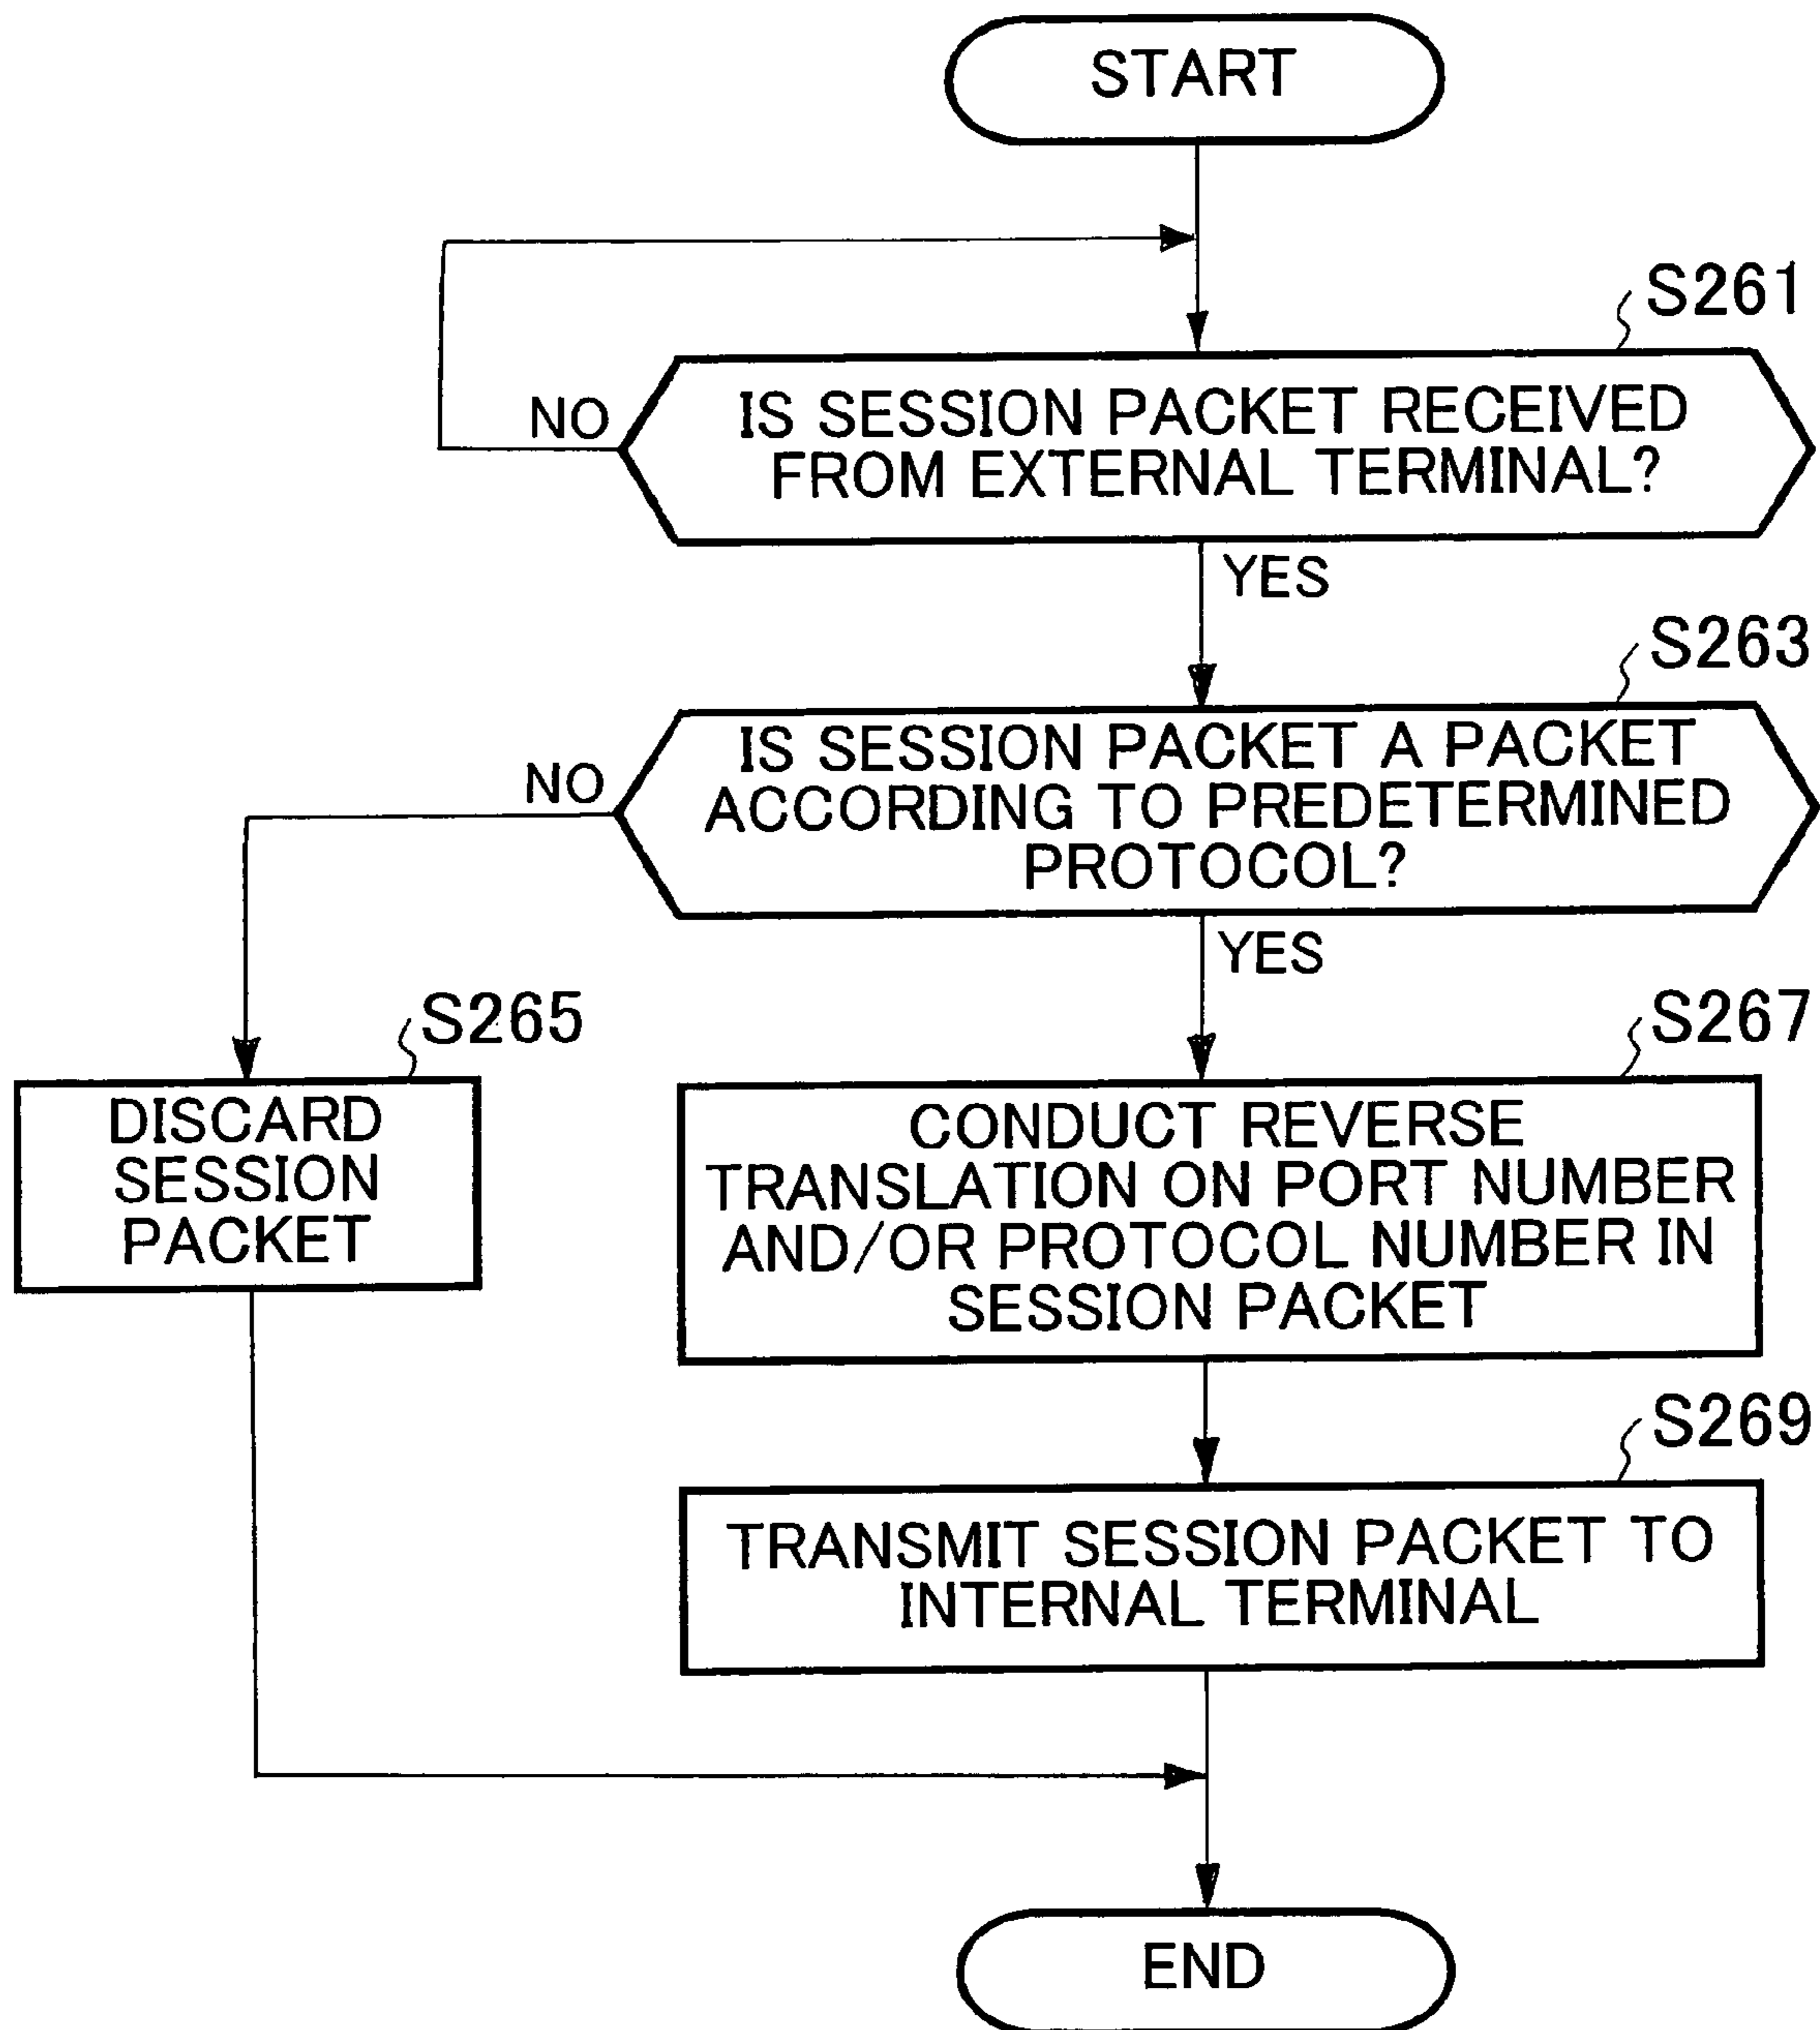 START
S261
IS SESSION PACKET RECEIVED
FROM EXTERNAL TERMINAL?
NO
YES
S263
IS SESSION PACKET A PACKET
ACCORDING TO PREDETERMINED
PROTOCOL?
NO
YES
S265
DISCARD
SESSION
PACKET
S267
CONDUCT REVERSE
TRANSLATION ON PORT NUMBER
AND/OR PROTOCOL NUMBER IN
SESSION PACKET
S269
TRANSMIT SESSION PACKET TO
INTERNAL TERMINAL
END